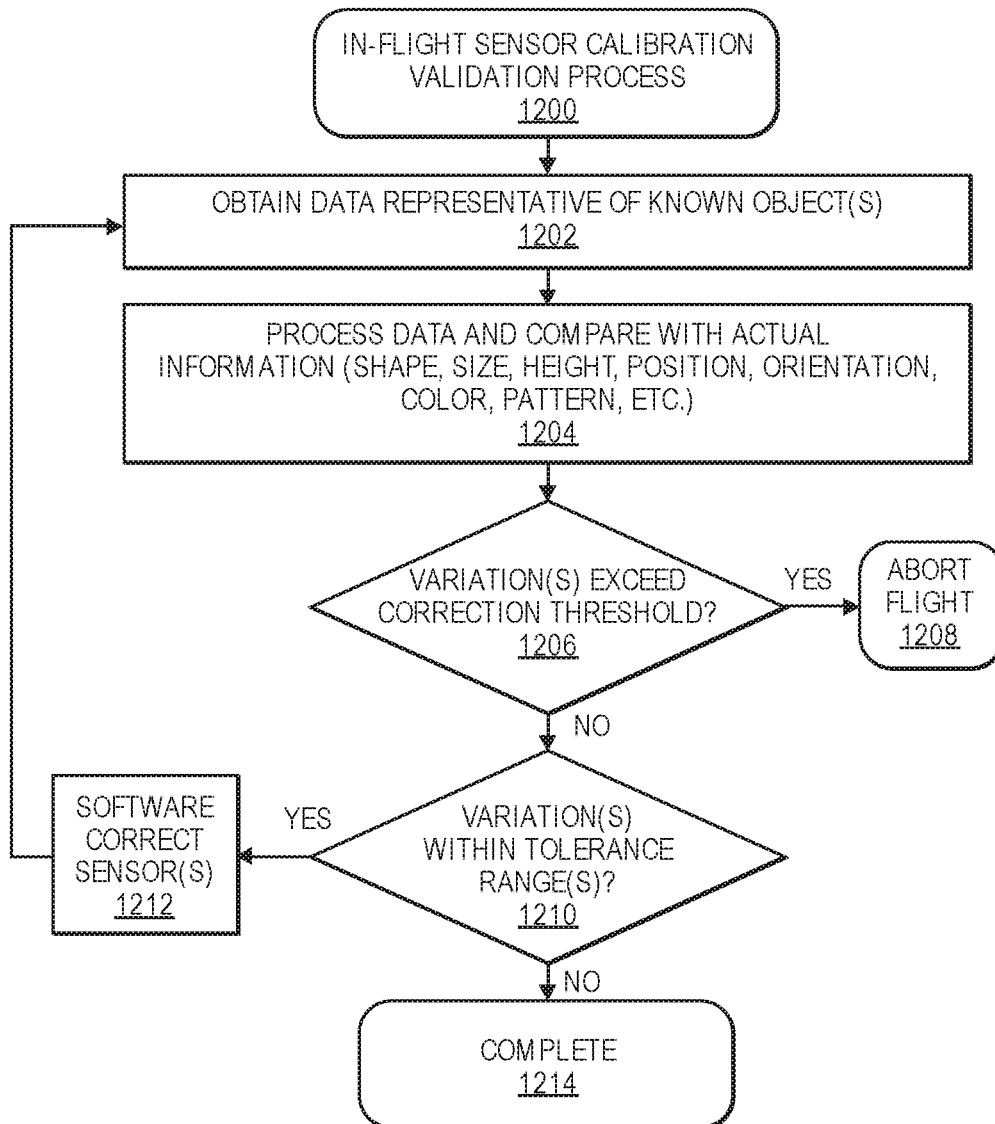 IN-FLIGHT SENSOR CALIBRATION
VALIDATION PROCESS
1200
OBTAIN DATA REPRESENTATIVE OF KNOWN OBJECT(S)
1202
PROCESS DATA AND COMPARE WITH ACTUAL
INFORMATION (SHAPE, SIZE, HEIGHT, POSITION, ORIENTATION,
COLOR, PATTERN, ETC.)
1204
VARIATION(S) EXCEED
CORRECTION THRESHOLD?
1206
YES
ABORT
FLIGHT
1208
NO
VARIATION(S)
WITHIN TOLERANCE
RANGE(S)?
1210
YES
SOFTWARE
CORRECT
SENSOR(S)
1212
NO
COMPLETE
1214